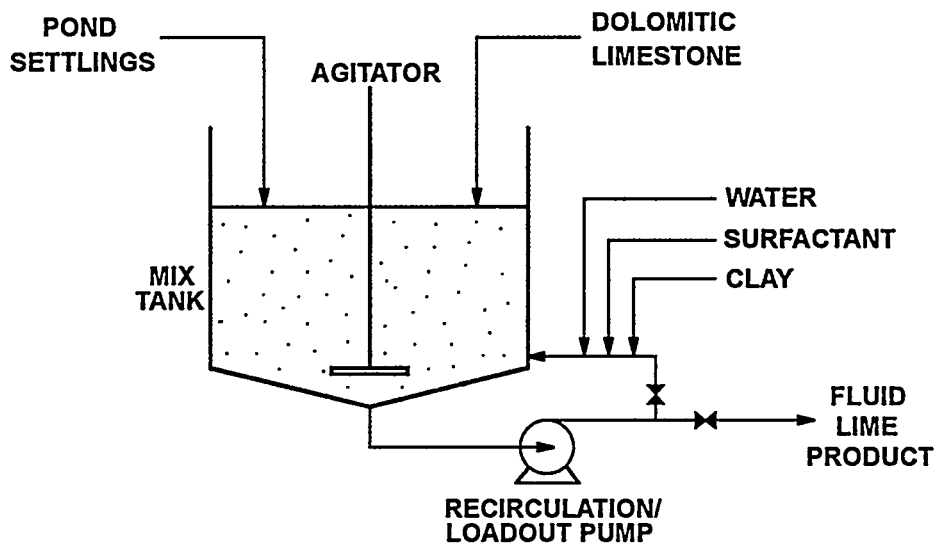 POND
SETTLINGS
DOLOMITIC
LIMESTONE
AGITATOR
WATER
SURFACTANT
CLAY
MIX
TANK
FLUID
LIME
PRODUCT
RECIRCULATION/
LOADOUT PUMP